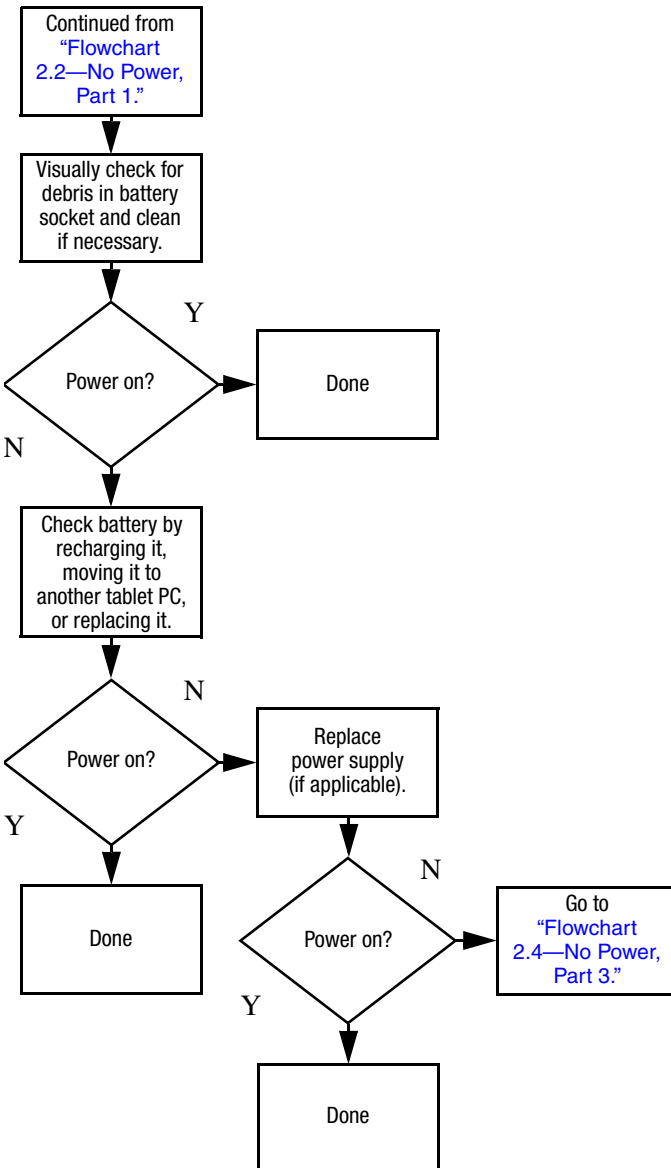 Continued from
“Flowchart
2.2—No Power,
Part 1.”
Visually check for
debris in battery
socket and clean
if necessary.
Y
Power on?
Done
N
Check battery by
recharging it,
moving it to
another tablet PC,
or replacing it.
N
Power on?
Replace
power supply
(if applicable).
Y
Done
N
Power on?
Go to
“Flowchart
2.4—No Power,
Part 3.”
Y
Done